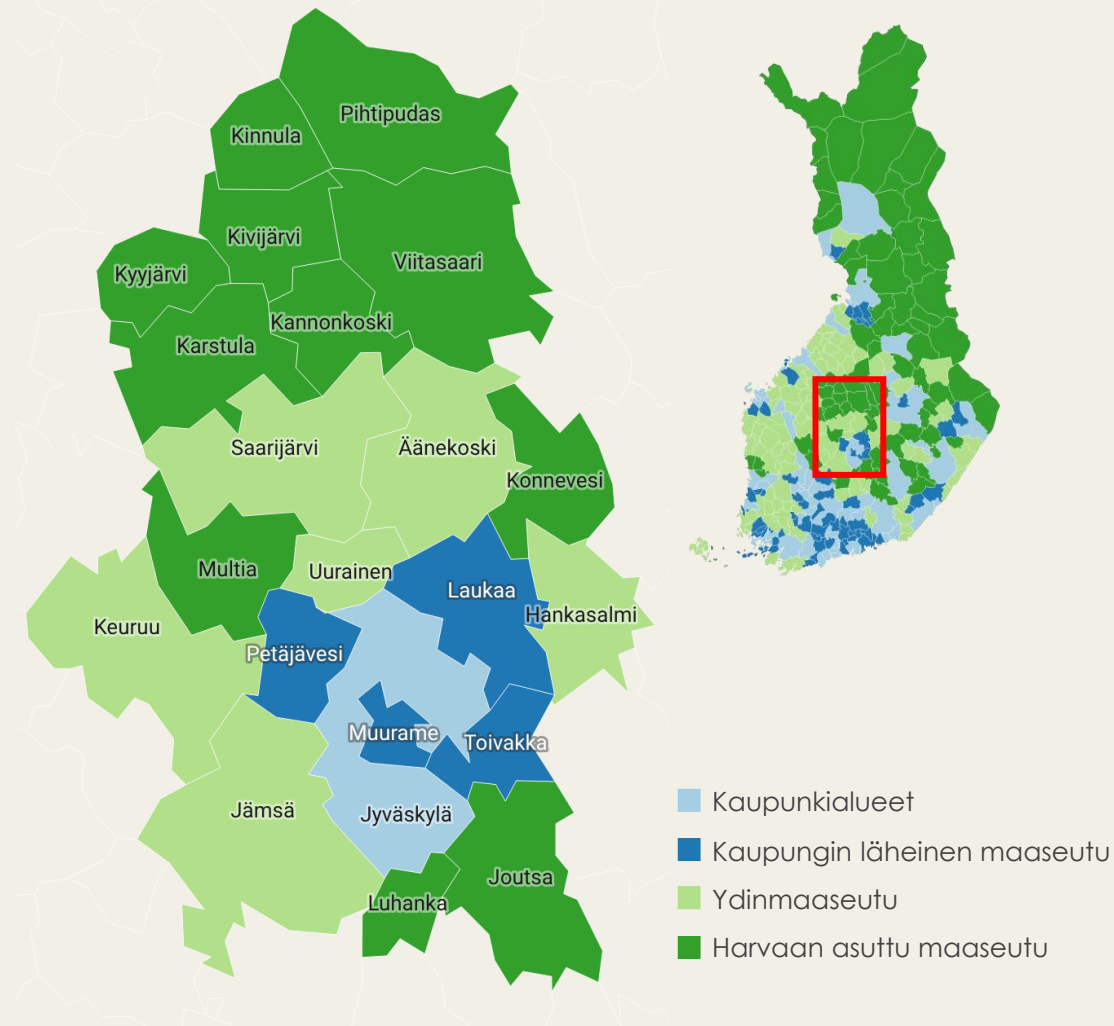 Pihtipudas
Kinnula
Kivijärvi
Viitasaari
Kyyjärvi
Kannonkoski
Karstula
Saarijärvi
Äänekoski
Konnevesi
Multia
Uurainen
Laukaa
Hankasalmi
Keuruu
Petäjävesi
Muurame
Toivakka
Jämsä
Jyväskylä
Joutsa
Luhanka
Kaupunkialueet
Kaupungin läheinen maaseutu
Ydinmaaseutu
Harvaan asuttu maaseutu